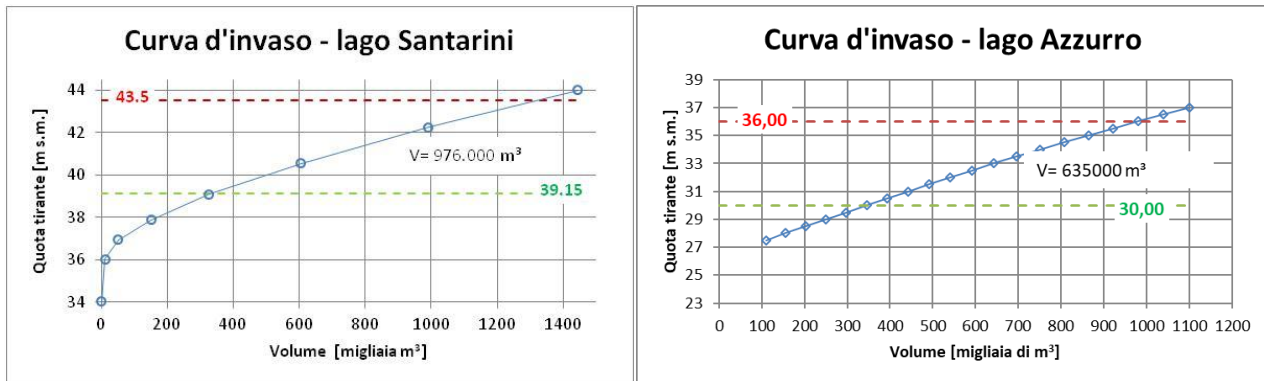 Curva d'invaso - lago Santarini
44
42
40
38
36
34
43.5
V= 976.000 m³
39.15
0 200 400 600 800 1000 1200 1400
Quota tirante [m s.m.]
Volume [migliaia m³]
Curva d'invaso - lago Azzurro
39
37
35
33
31
29
27
25
23
36,00
V= 635000 m³
30,00
0 100 200 300 400 500 600 700 800 900 1000 1100 1200
Quota tirante [m s.m.]
Volume [migliaia di m³]